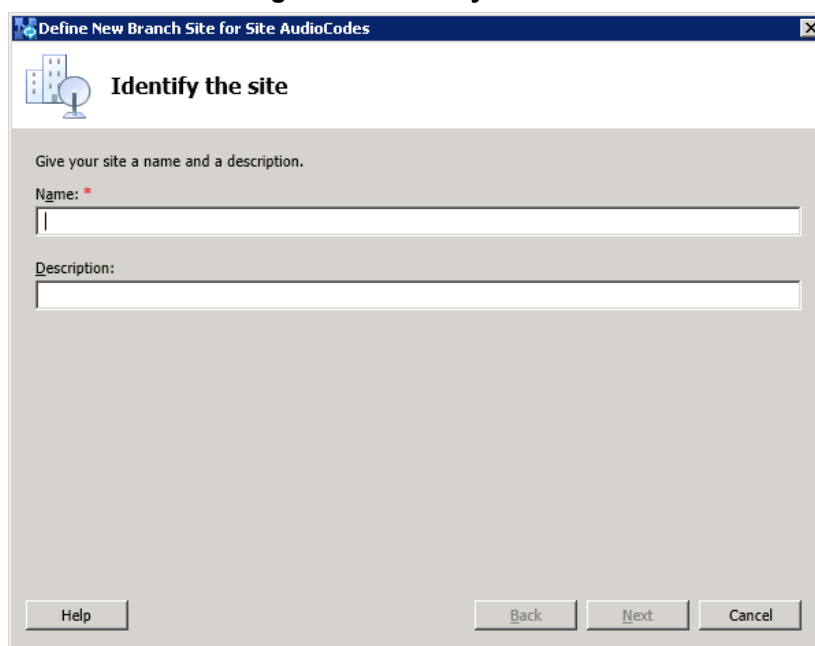 Define New Branch Site for Site AudioCodes
Identify the site
Give your site a name and a description.
Name: *
Description:
Help Back Next Cancel